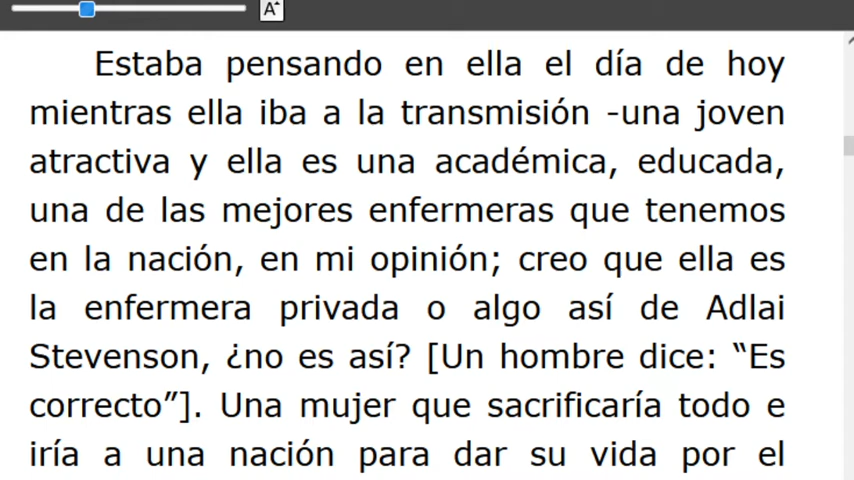 A
Estaba pensando en ella el día de hoy
mientras ella iba a la transmisión -una joven
atractiva y ella es una académica, educada,
una de las mejores enfermeras que tenemos
en la nación, en mi opinión; creo que ella es
la enfermera privada o algo así de Adlai
Stevenson, ¿no es así? [Un hombre dice: “Es
correcto”]. Una mujer que sacrificaría todo e
iría a una nación para dar su vida por el